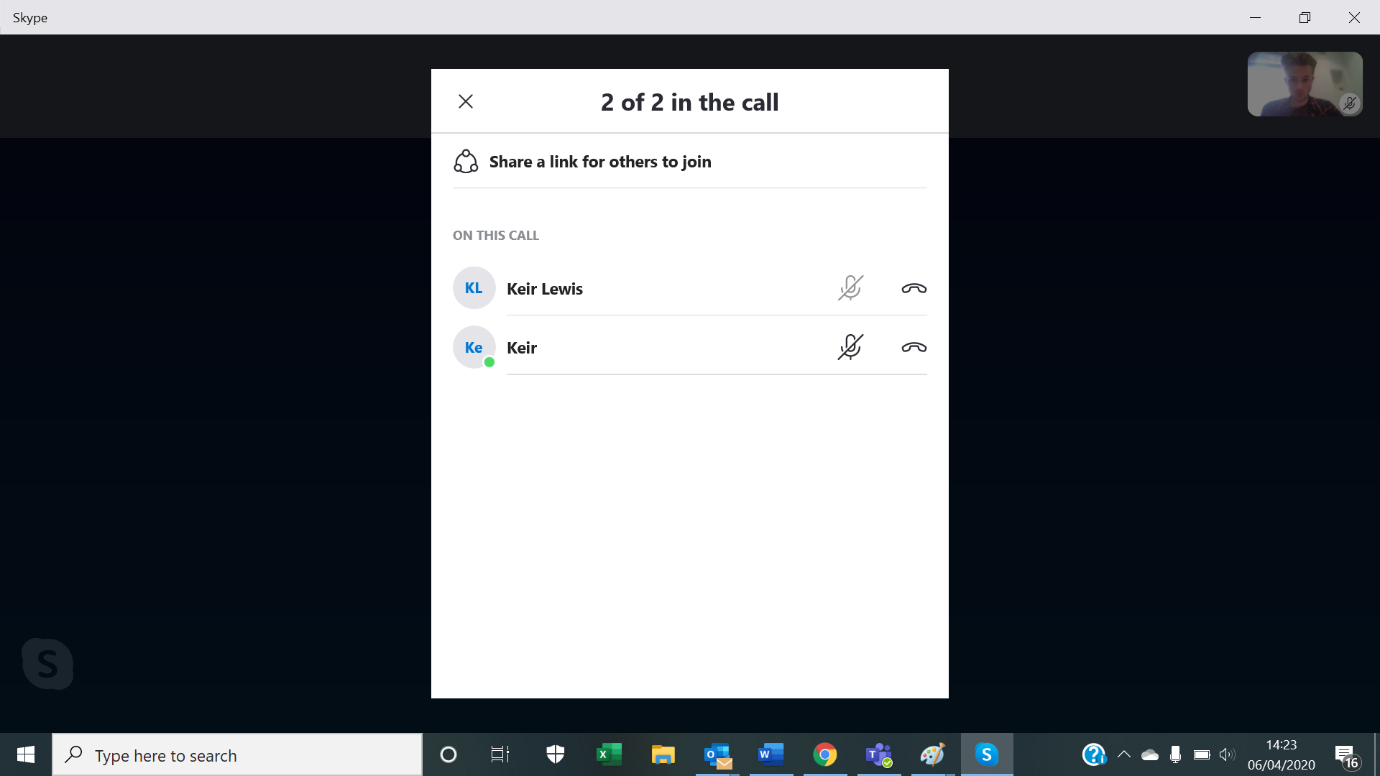 Skype
2 of 2 in the call
Share a link for others to join
ON THIS CALL
KL Keir Lewis
Ke Keir
S
Type here to search
14:23
06/04/2020
16